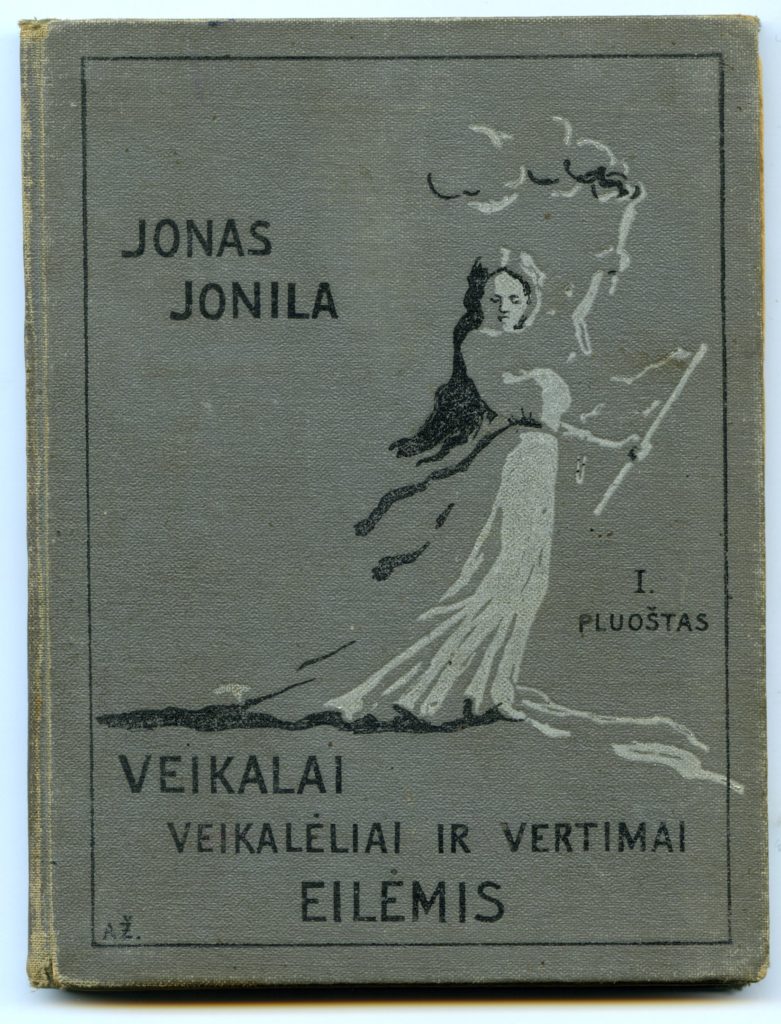 JONAS
JONILA
I.
PLUOŠTAS
VEIKALAI
VEIKALĖLIAI IR VERTIMAI
EILĖMIS
AŽ.